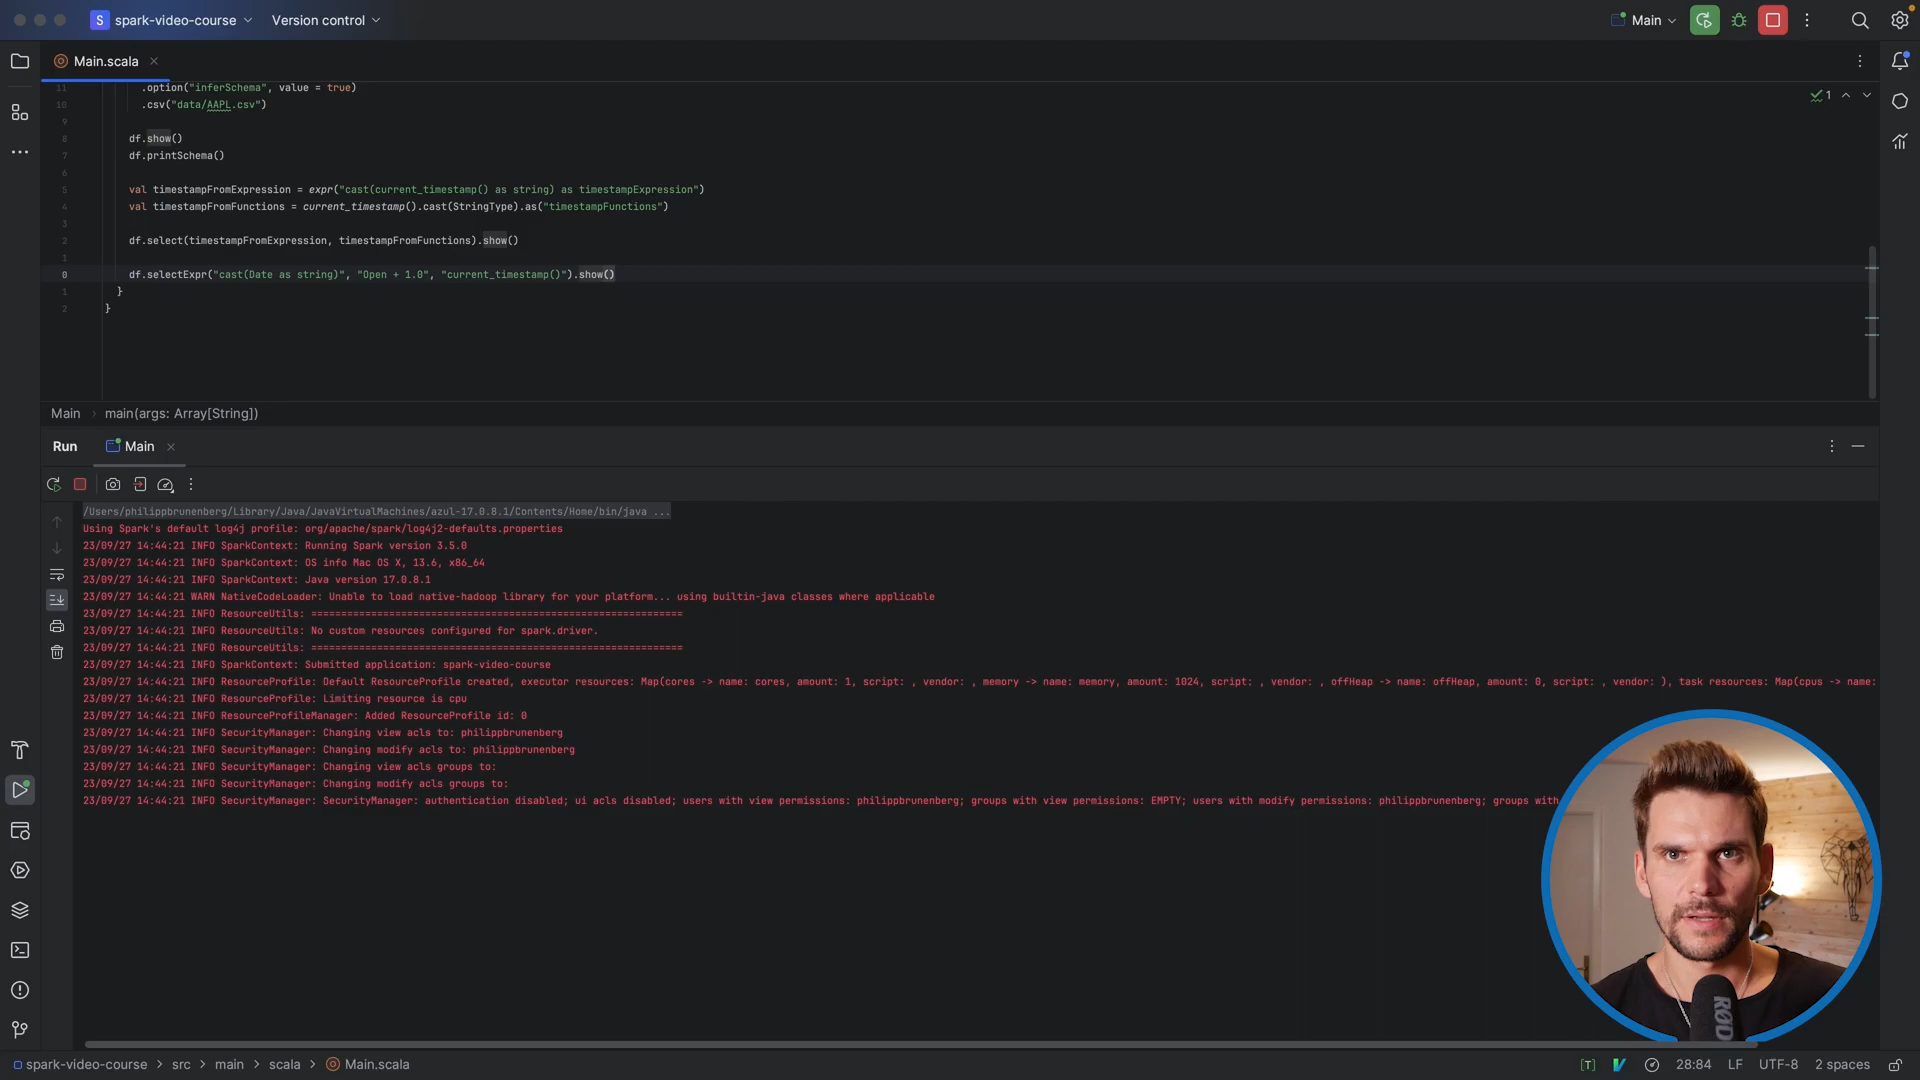 S spark-video-course Version control Main
Main.scala
11 .option("inferSchema", value = true)
10 .csv("data/AAPL.csv")
9
8 df.show()
7 df.printSchema()
6
5 val timestampFromExpression = expr("cast(current_timestamp() as string) as timestampExpression")
4 val timestampFromFunctions = current_timestamp().cast(StringType).as("timestampFunctions")
3
2 df.select(timestampFromExpression, timestampFromFunctions).show()
1
0 df.selectExpr("cast(Date as string)", "Open + 1.0", "current_timestamp()").show()
1 }
2 }
1
Main main(args: Array[String])
Run Main
/Users/philippbrunenberg/Library/Java/JavaVirtualMachines/azul-17.0.8.1/Contents/Home/bin/java ...
Using Spark's default log4j profile: org/apache/spark/log4j2-defaults.properties
23/09/27 14:44:21 INFO SparkContext: Running Spark version 3.5.0
23/09/27 14:44:21 INFO SparkContext: OS info Mac OS X, 13.6, x86_64
23/09/27 14:44:21 INFO SparkContext: Java version 17.0.8.1
23/09/27 14:44:21 WARN NativeCodeLoader: Unable to load native-hadoop library for your platform... using builtin-java classes where applicable
23/09/27 14:44:21 INFO ResourceUtils: ==============================================================
23/09/27 14:44:21 INFO ResourceUtils: No custom resources configured for spark.driver.
23/09/27 14:44:21 INFO ResourceUtils: ==============================================================
23/09/27 14:44:21 INFO SparkContext: Submitted application: spark-video-course
23/09/27 14:44:21 INFO ResourceProfile: Default ResourceProfile created, executor resources: Map(cores -> name: cores, amount: 1, script: , vendor: , memory -> name: memory, amount: 1024, script: , vendor: , offHeap -> name: offHeap, amount: 0, script: , vendor: ), task resources: Map(cpus -> name:
23/09/27 14:44:21 INFO ResourceProfile: Limiting resource is cpu
23/09/27 14:44:21 INFO ResourceProfileManager: Added ResourceProfile id: 0
23/09/27 14:44:21 INFO SecurityManager: Changing view acls to: philippbrunenberg
23/09/27 14:44:21 INFO SecurityManager: Changing modify acls to: philippbrunenberg
23/09/27 14:44:21 INFO SecurityManager: Changing view acls groups to:
23/09/27 14:44:21 INFO SecurityManager: Changing modify acls groups to:
23/09/27 14:44:21 INFO SecurityManager: SecurityManager: authentication disabled; ui acls disabled; users with view permissions: philippbrunenberg; groups with view permissions: EMPTY; users with modify permissions: philippbrunenberg; groups with
RØD
spark-video-course > src > main > scala > Main.scala [T] 28:84 LF UTF-8 2 spaces